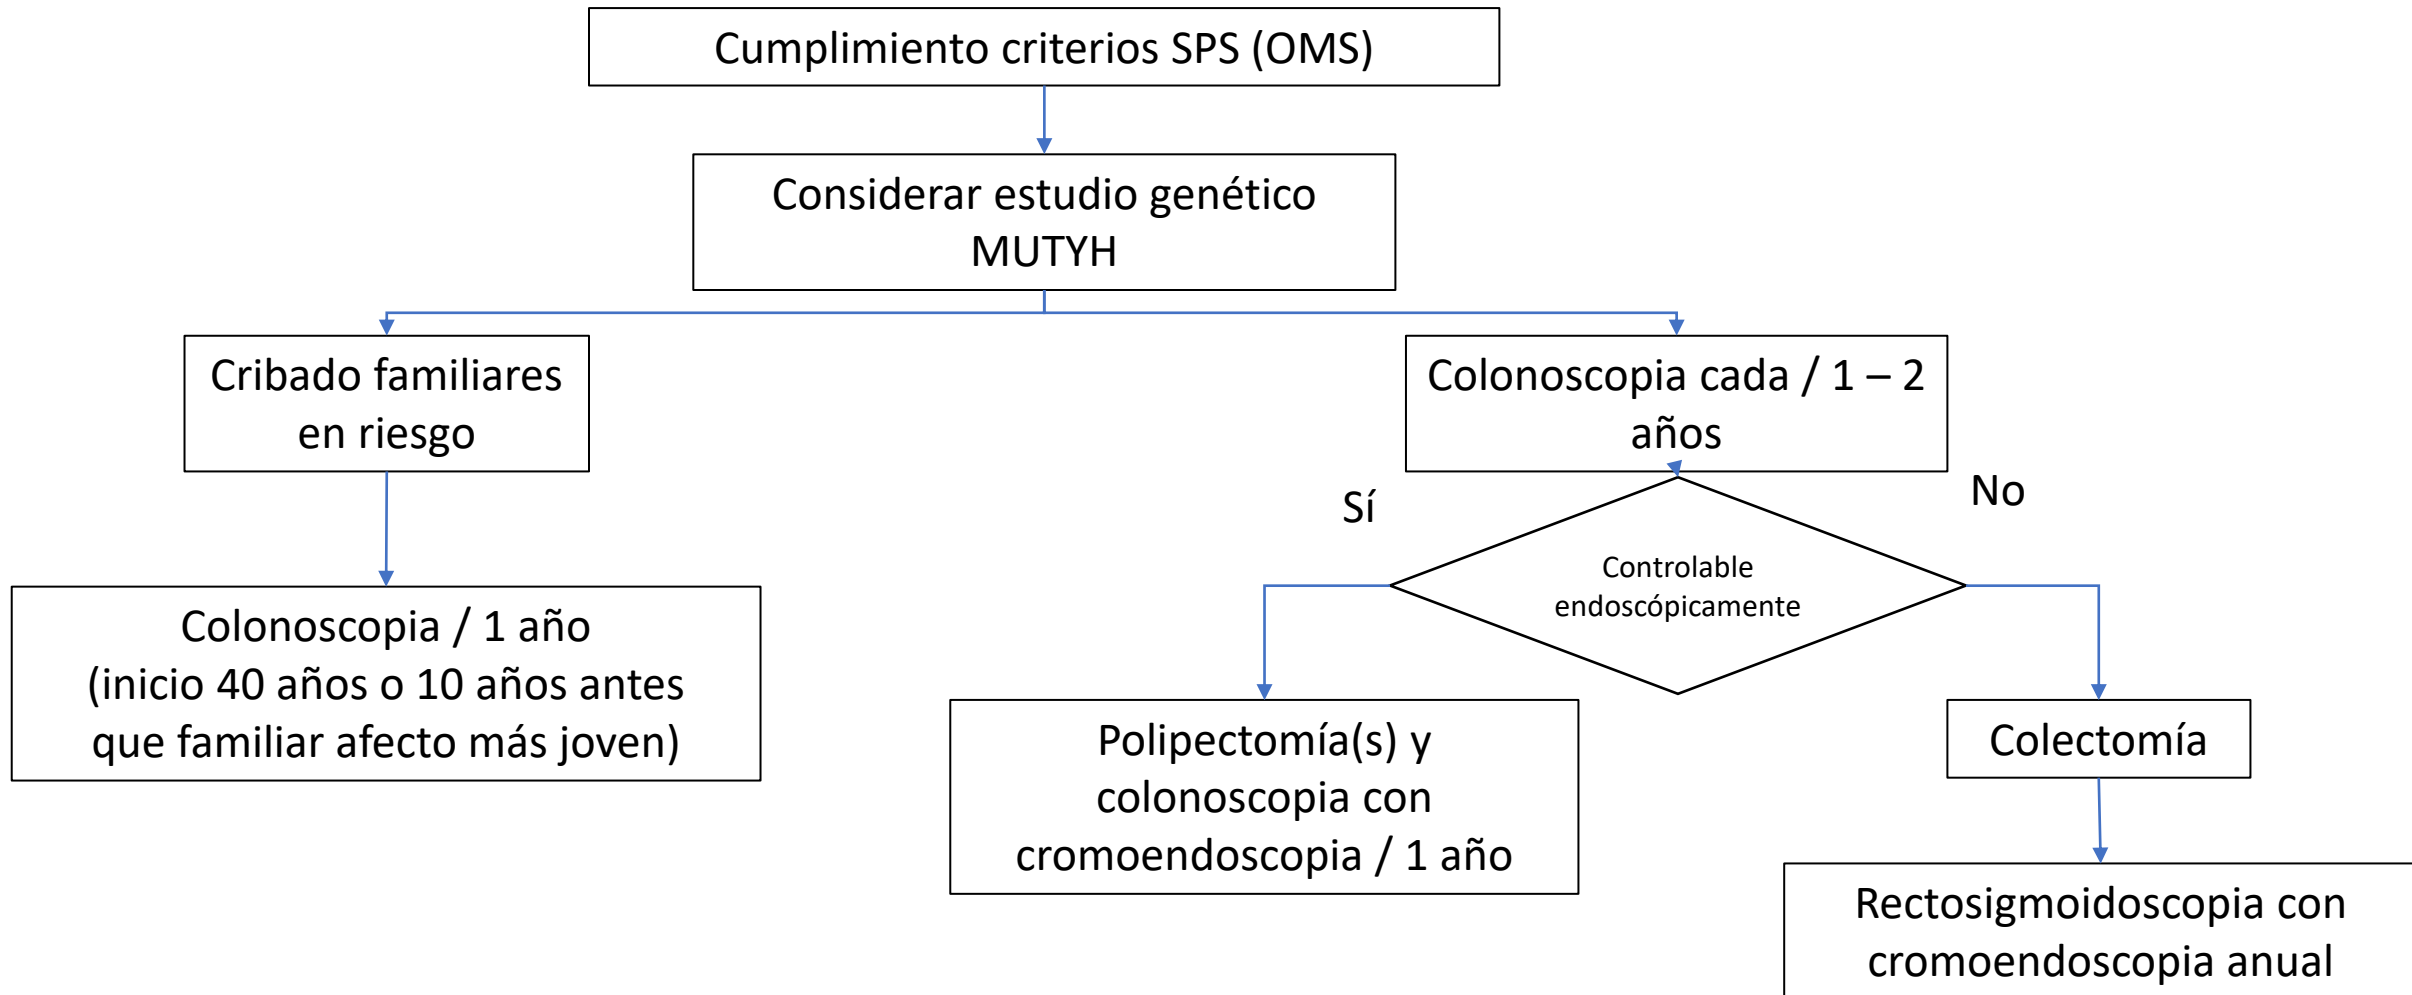 Cumplimiento criterios SPS (OMS)
Considerar estudio genético
MUTYH
Cribado familiares
en riesgo
Colonoscopia cada / 1 – 2
años
Sí
No
Controlable
endoscópicamente
Colonoscopia / 1 año
(inicio 40 años o 10 años antes
que familiar afecto más joven)
Polipectomía(s) y
colonoscopia con
cromoendoscopia / 1 año
Colectomía
Rectosigmoidoscopia con
cromoendoscopia anual